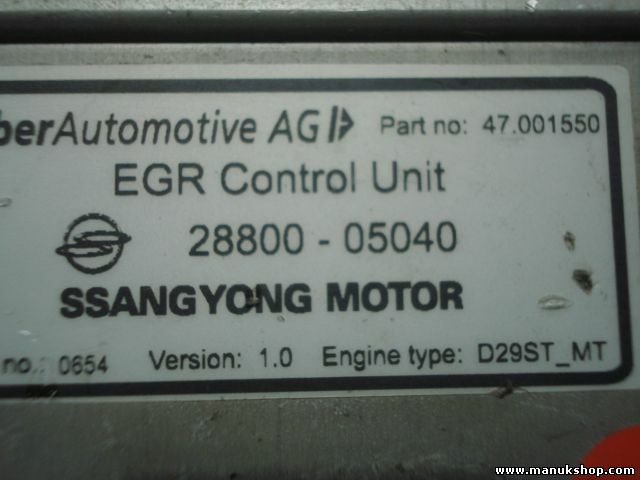 berAutomotive AG Part no: 47.001550
EGR Control Unit
28800 - 05040
SSANGYONG MOTOR
no.: 0654 Version: 1.0 Engine type: D29ST_MT
www.manukshop.com